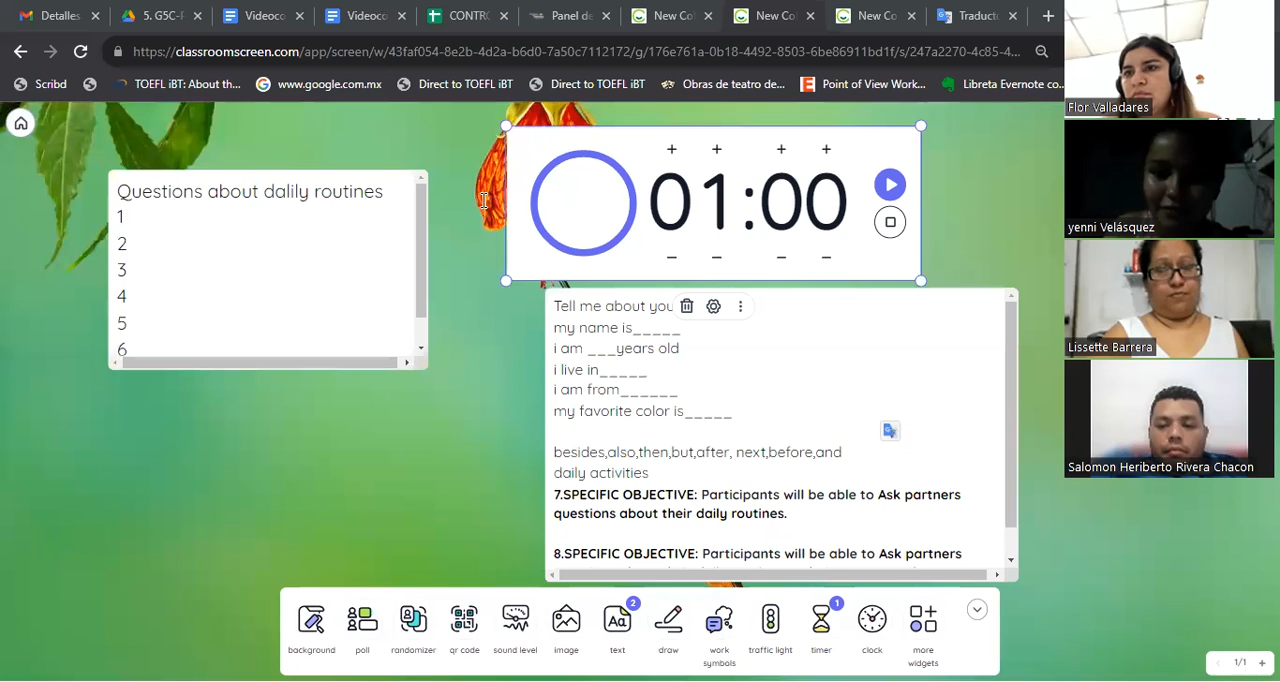 Detalles
5. G5C-F
Videoco
Videoco
CONTRO
Panel de
New Col
New Col
New Co
Traducto
https://classroomscreen.com/app/screen/w/43faf054-8e2b-4d2a-b6d0-7a50c7112172/g/176e761a-0b18-4492-8503-6be86911bd1f/s/247a2270-4c85-4...
Scribd
TOEFL iBT: About th...
www.google.com.mx
Direct to TOEFL iBT
Direct to TOEFL iBT
Obras de teatro de...
Point of View Work...
Libreta Evernote co...
Flor Valladares
yenni Velásquez
Lissette Barrera
Salomon Heriberto Rivera Chacon
Questions about dalily routines
1
2
3
4
5
6
01:00
Tell me about you
my name is_____
i am ___years old
i live in_____
i am from______
my favorite color is_____
besides,also,then,but,after, next,before,and
daily activities
7.SPECIFIC OBJECTIVE: Participants will be able to Ask partners
questions about their daily routines.
8.SPECIFIC OBJECTIVE: Participants will be able to Ask partners
background
poll
randomizer
qr code
sound level
image
2
text
draw
work
symbols
traffic light
1
timer
clock
more
widgets
1/1